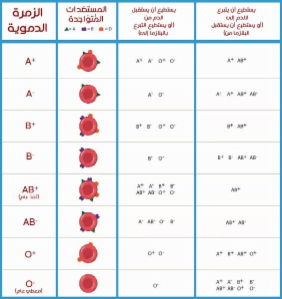 الزمرة الدموية
المستضدات المتواجدة
A B D
يستطيع أن يستقبل الدم من
(أو يستطيع التبرع بالبلازما إلى)
يستطيع أن يتبرع بالدم إلى
(أو يستطيع أن يستقبل بالبلازما من)
A⁺
A⁺ A⁻ O⁺ O⁻
A⁺ AB⁺
A⁻
A⁻ O⁻
A⁺ A⁻ AB⁺ AB⁻
B⁺
B⁺ B⁻ O⁺ O⁻
B⁺ AB⁺
B⁻
B⁻ O⁻
B⁺ B⁻ AB⁺ AB⁻
AB⁺
(آخذ عام)
A⁺ A⁻ B⁺ B⁻
AB⁺ AB⁻ O⁺ O⁻
AB⁺
AB⁻
A⁻ AB⁻ O⁻ B⁻
AB⁺ AB⁻
O⁺
O⁺ O⁻
A⁺ B⁺ AB⁺ O⁺
O⁻
(معطي عام)
O⁻
A⁺ A⁻ B⁺ B⁻
AB⁺ AB⁻ O⁺ O⁻